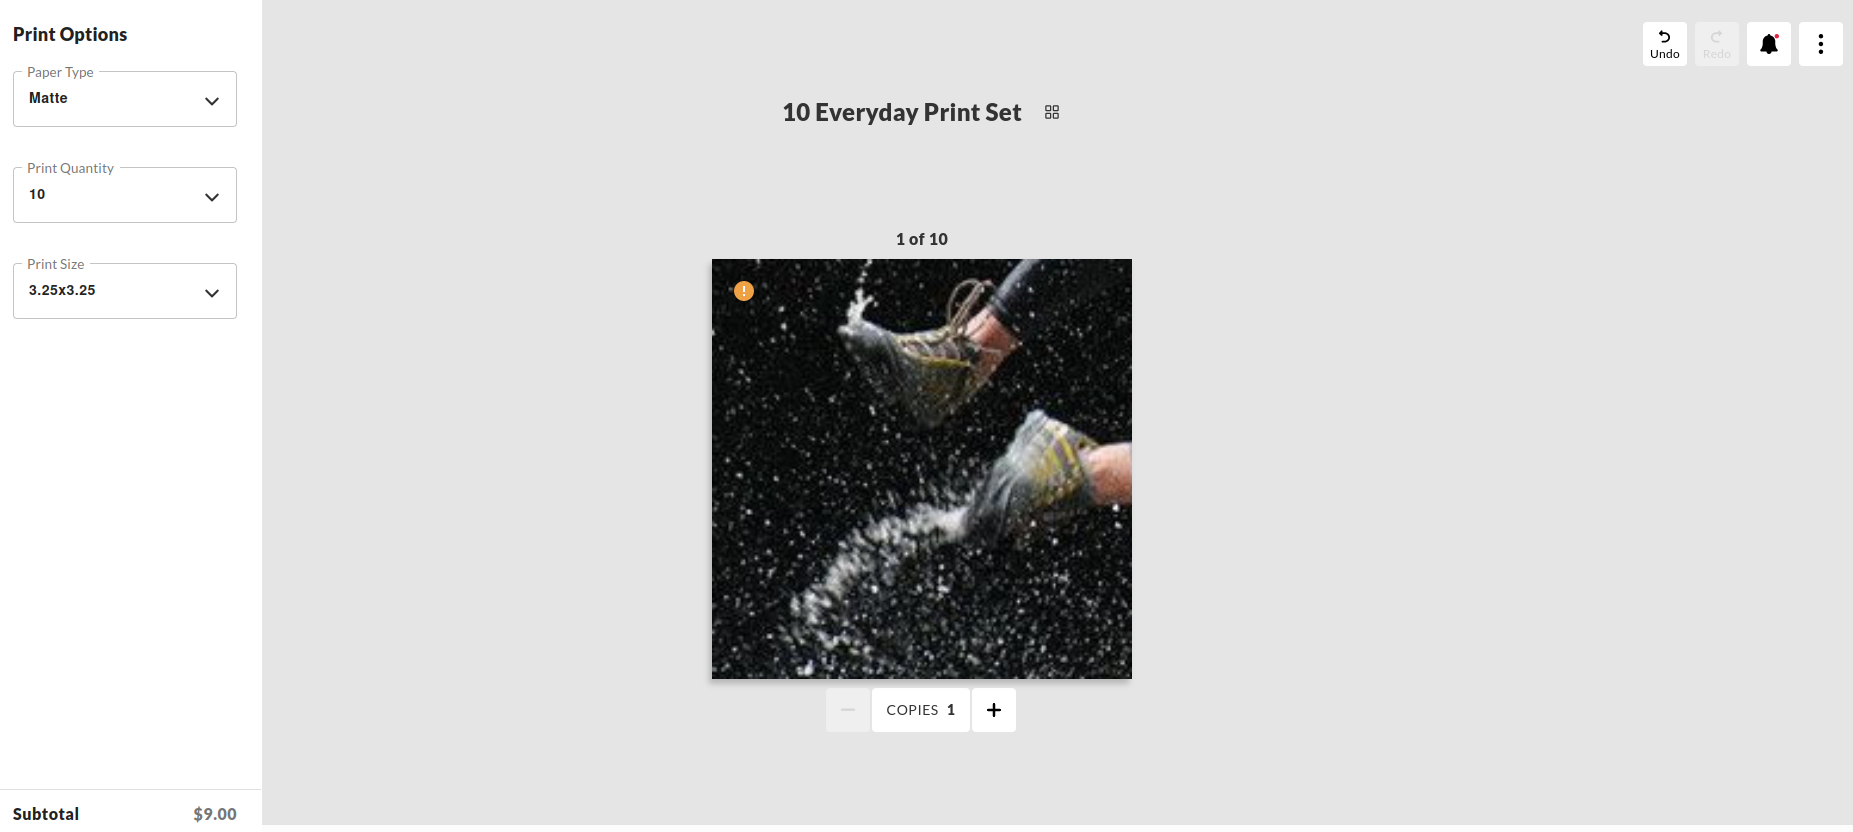 Print Options
Paper Type
Matte
Print Quantity
10
Print Size
3.25x3.25
Subtotal $9.00
Undo
Redo
10 Everyday Print Set
1 of 10
!
COPIES 1